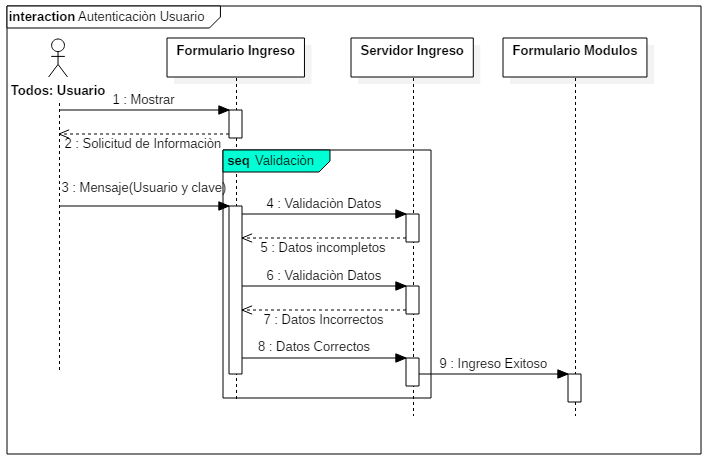 interaction Autenticaciòn Usuario
Formulario Ingreso
Servidor Ingreso
Formulario Modulos
Todos: Usuario
1 : Mostrar
2 : Solicitud de Informaciòn
seq Validaciòn
3 : Mensaje(Usuario y clave)
4 : Validaciòn Datos
5 : Datos incompletos
6 : Validaciòn Datos
7 : Datos Incorrectos
8 : Datos Correctos
9 : Ingreso Exitoso